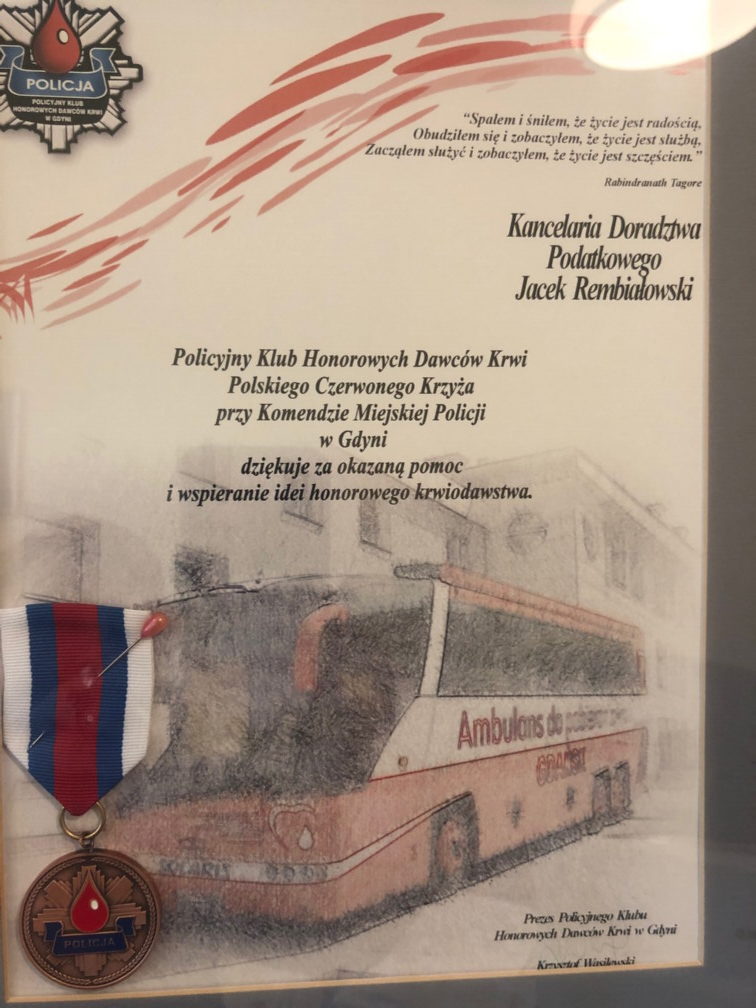 POLICJA
POLICYJNY KLUB
HONOROWYCH DAWCÓW KRWI
W GDYNI
"Spałem i śniłem, że życie jest radością,
Obudziłem się i zobaczyłem, że życie jest służbą,
Zacząłem służyć i zobaczyłem, że życie jest szczęściem."
Rabindranath Tagore
Kancelaria Doradztwa
Podatkowego
Jacek Rembiałowski
Policyjny Klub Honorowych Dawców Krwi
Polskiego Czerwonego Krzyża
przy Komendzie Miejskiej Policji
w Gdyni
dziękuje za okazaną pomoc
i wspieranie idei honorowego krwiodawstwa.
Ambulans do
GDAŃSK
POLICJA
Prezes Policyjnego Klubu
Honorowych Dawców Krwi w Gdyni
Krzysztof Wasilewski